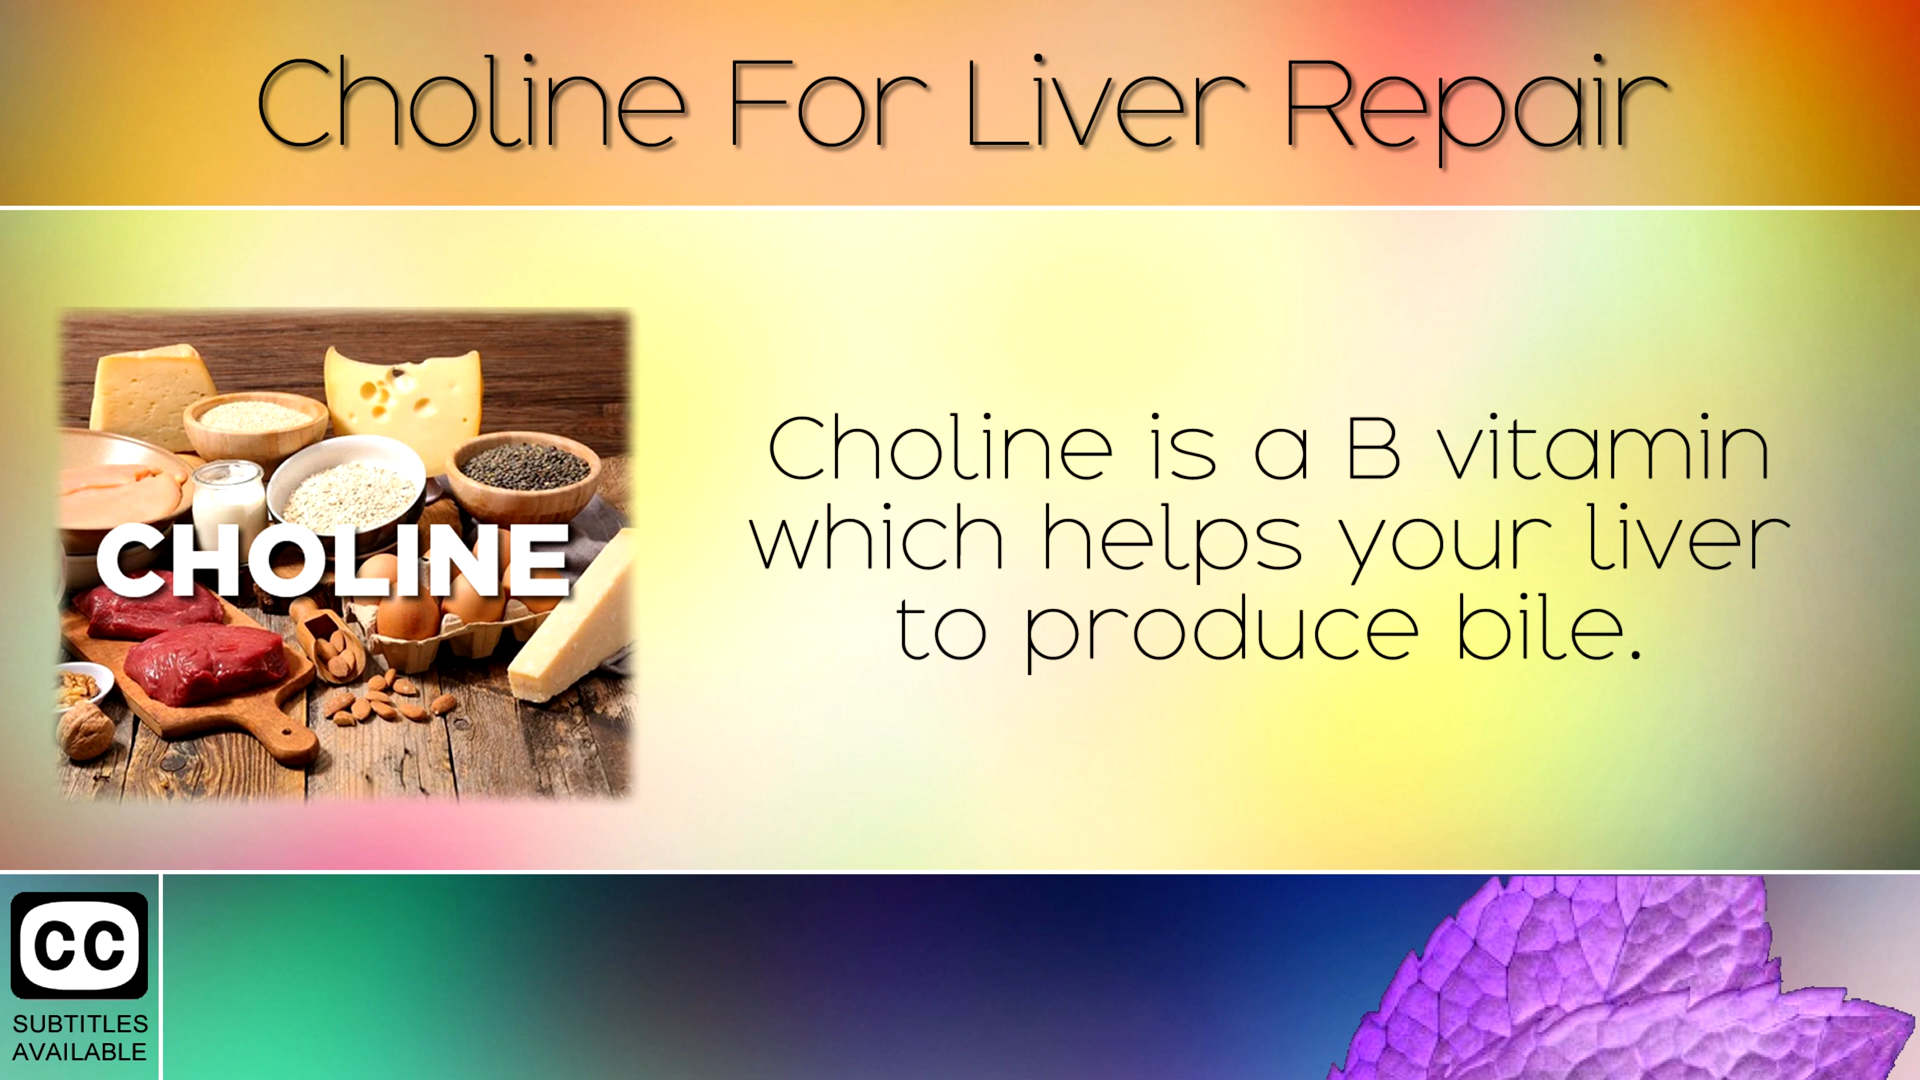 Choline For Liver Repair
CHOLINE
Choline is a B vitamin
which helps your liver
to produce bile.
CC
SUBTITLES
AVAILABLE